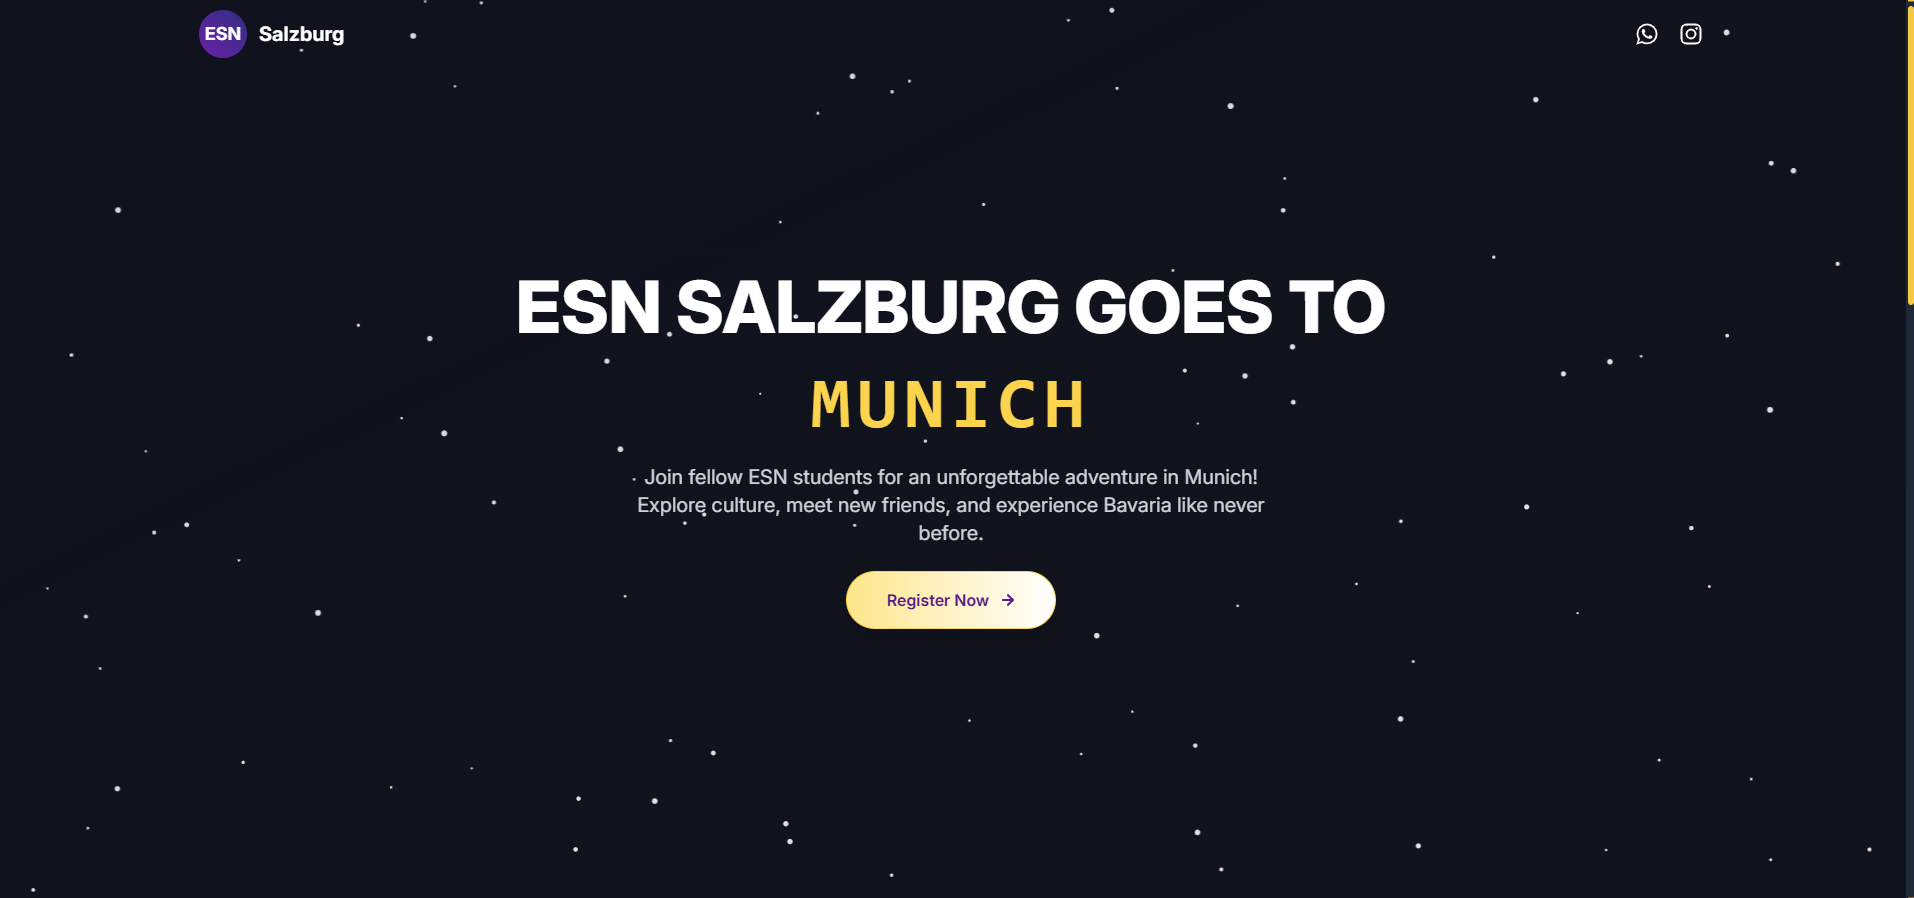 ESN Salzburg
ESN SALZBURG GOES TO
MUNICH
Join fellow ESN students for an unforgettable adventure in Munich!
Explore culture, meet new friends, and experience Bavaria like never
before.
Register Now